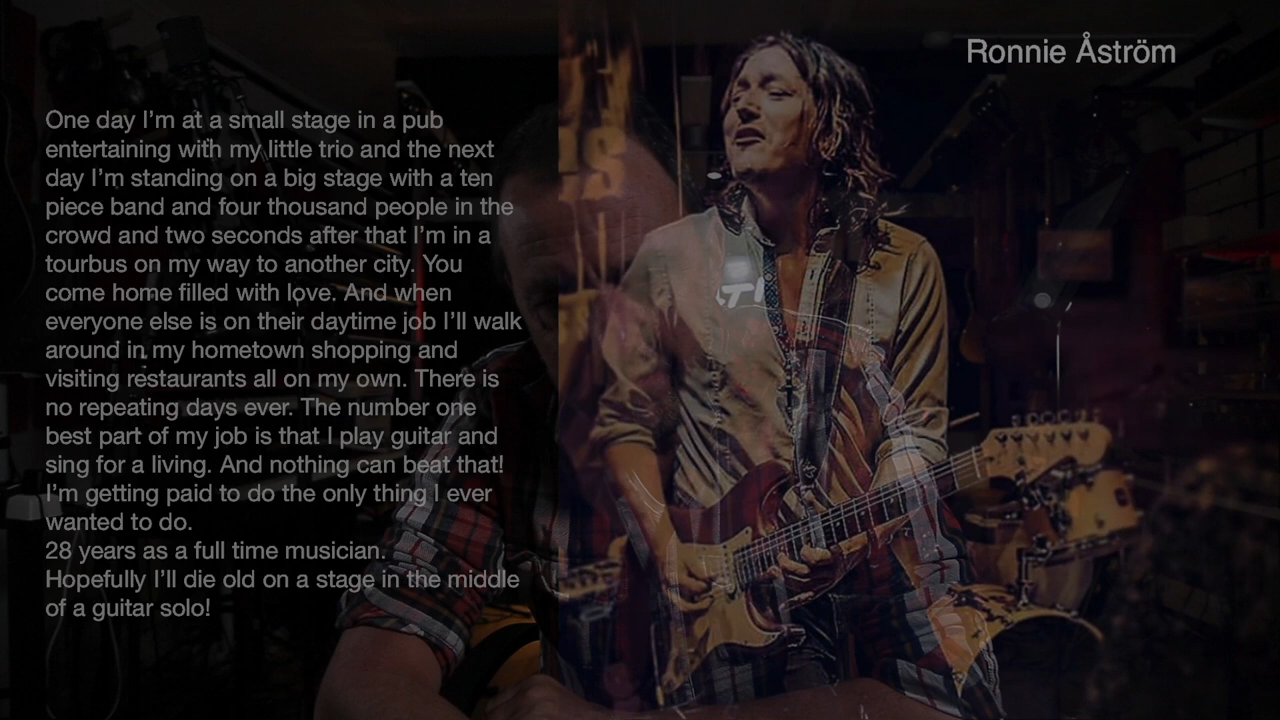 Ronnie Åström
One day I’m at a small stage in a pub
entertaining with my little trio and the next
day I’m standing on a big stage with a ten
piece band and four thousand people in the
crowd and two seconds after that I’m in a
tourbus on my way to another city. You
come home filled with love. And when
everyone else is on their daytime job I’ll walk
around in my hometown shopping and
visiting restaurants all on my own. There is
no repeating days ever. The number one
best part of my job is that I play guitar and
sing for a living. And nothing can beat that!
I’m getting paid to do the only thing I ever
wanted to do.
28 years as a full time musician.
Hopefully I’ll die old on a stage in the middle
of a guitar solo!